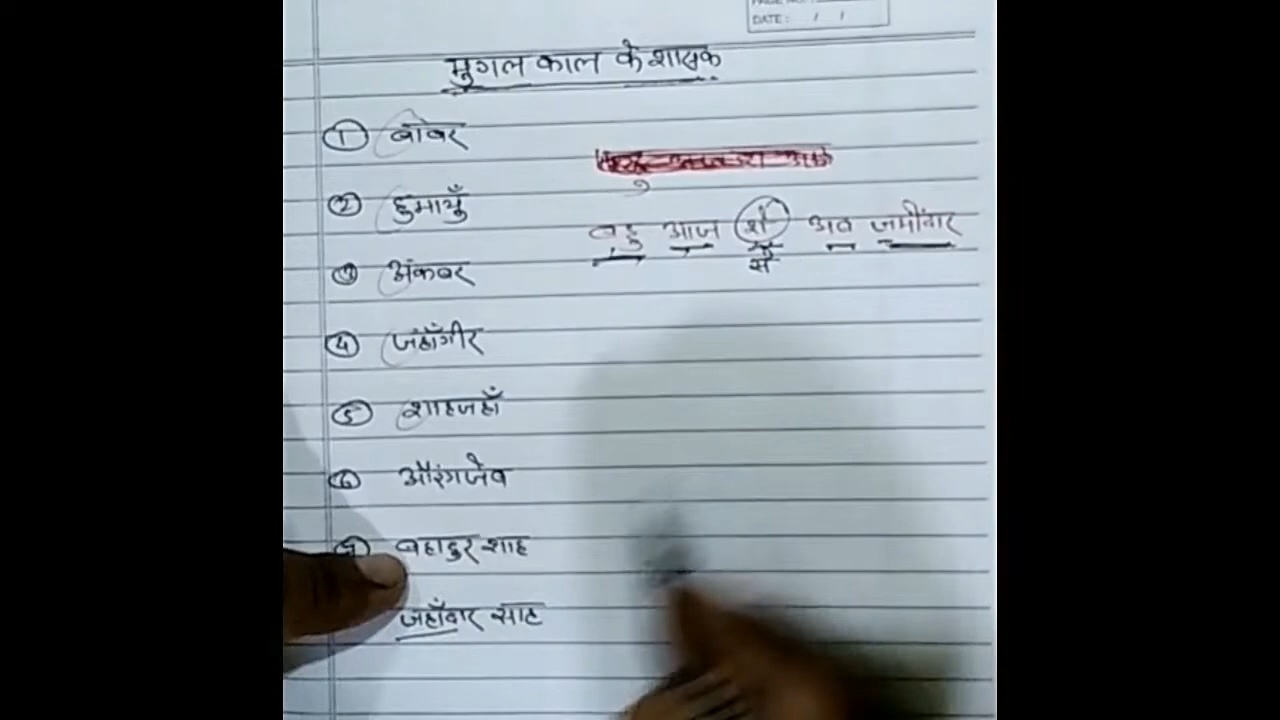 DATE: / /
मुगल काल के शासक
① बाबर
② हुमायुँ
③ अकबर
④ जहाँगीर
⑤ शाहजहाँ
⑥ औरंगजेब
⑦ बहादुर शाह
जहाँदार साह
बहु आज शे अब जमींदार
से